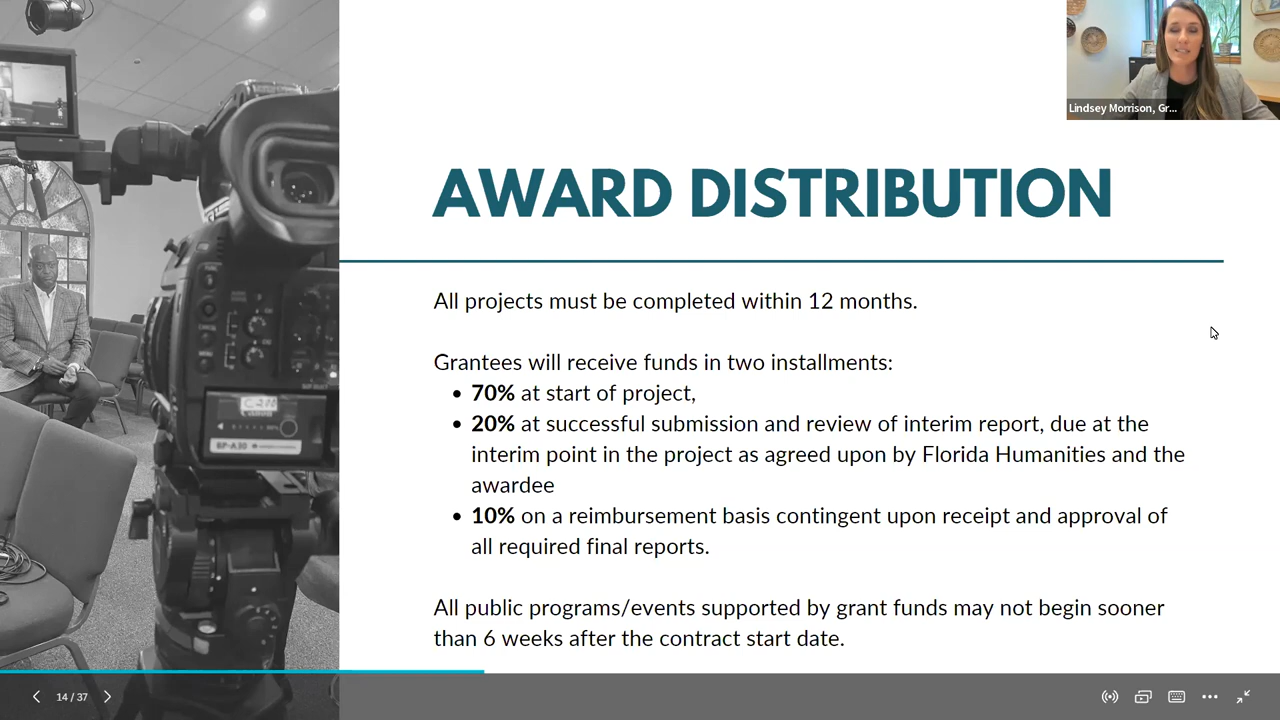 Lindsey Morrison, Gr...
AWARD DISTRIBUTION
All projects must be completed within 12 months.
Grantees will receive funds in two installments:
• 70% at start of project,
• 20% at successful submission and review of interim report, due at the
interim point in the project as agreed upon by Florida Humanities and the
awardee
• 10% on a reimbursement basis contingent upon receipt and approval of
all required final reports.
All public programs/events supported by grant funds may not begin sooner
than 6 weeks after the contract start date.
BP-A30
14 / 37